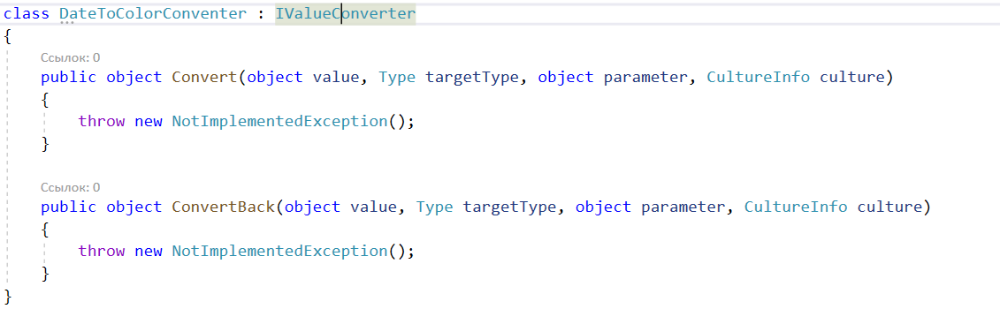 class DateToColorConventer : IValueConverter
{
Ссылок: 0
public object Convert(object value, Type targetType, object parameter, CultureInfo culture)
{
throw new NotImplementedException();
}
Ссылок: 0
public object ConvertBack(object value, Type targetType, object parameter, CultureInfo culture)
{
throw new NotImplementedException();
}
}